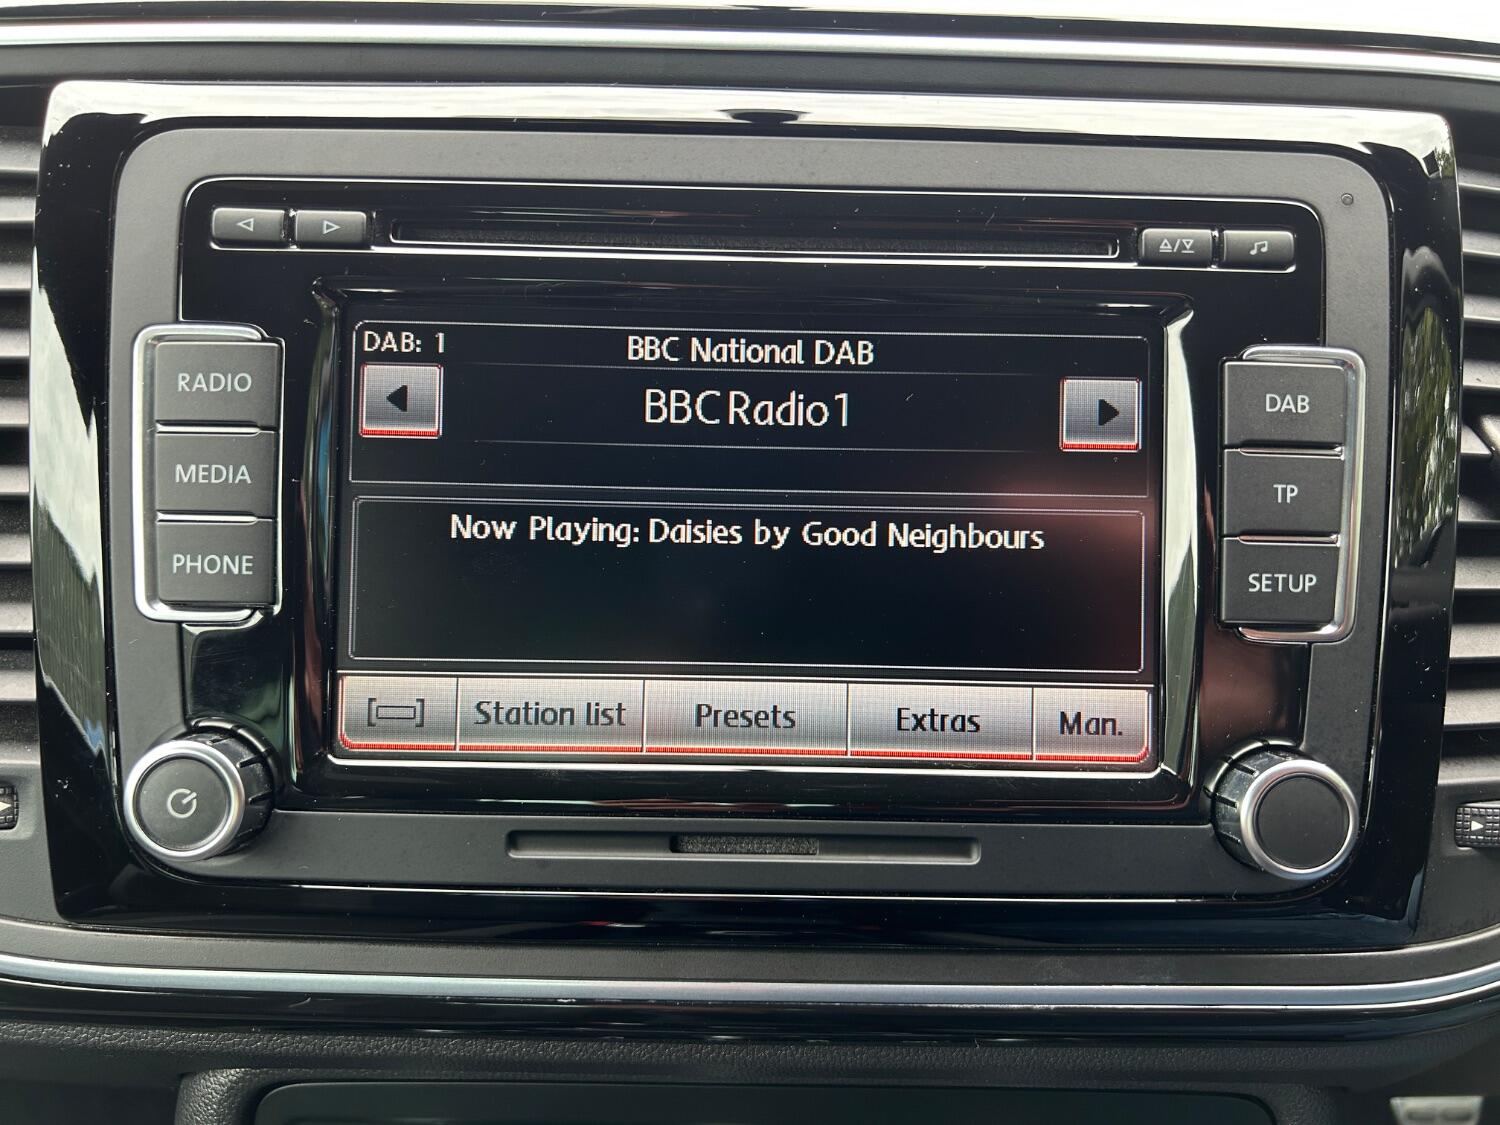 DAB: 1
BBC National DAB
BBC Radio 1
Now Playing: Daisies by Good Neighbours
Station list
Presets
Extras
Man.
RADIO
MEDIA
PHONE
DAB
TP
SETUP